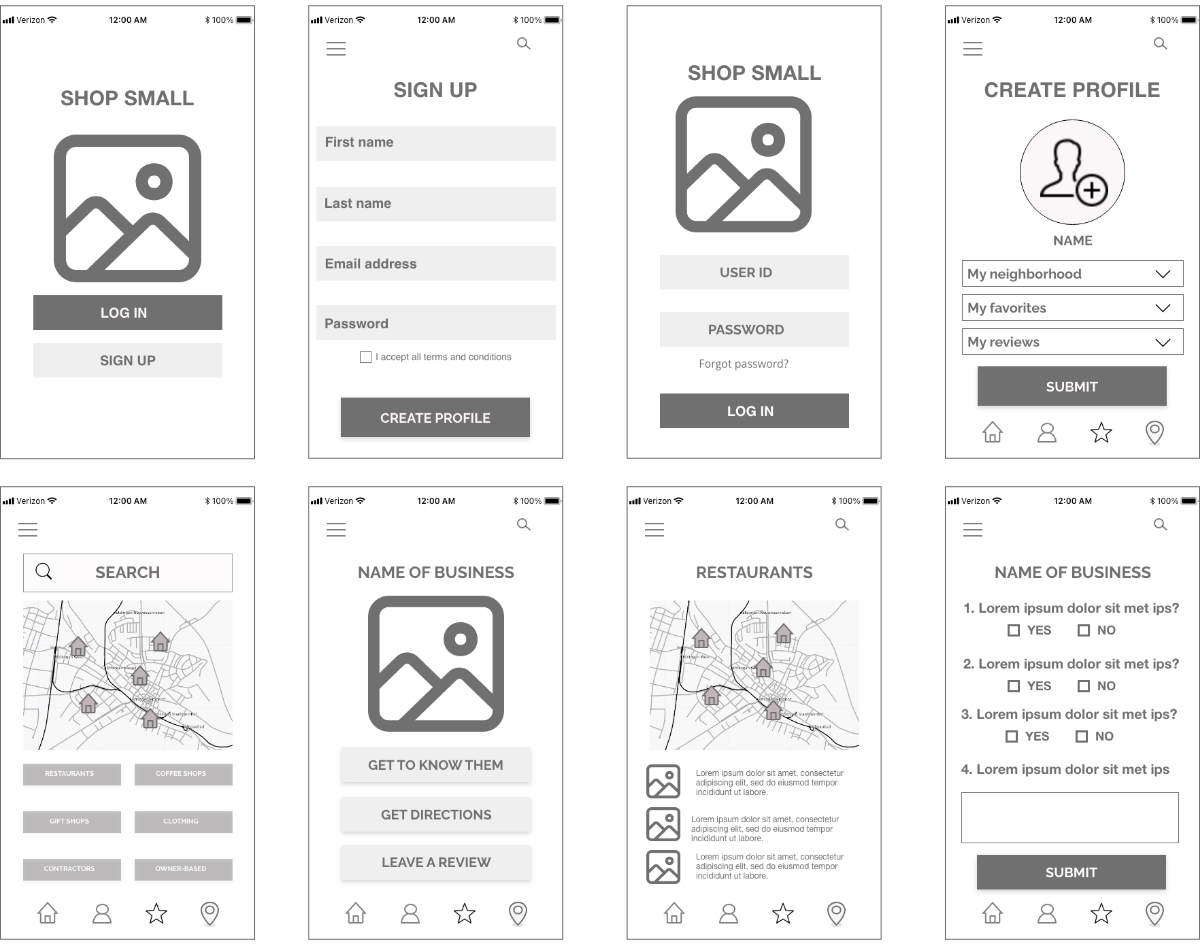 Verizon 12:00 AM 100%
SHOP SMALL
LOG IN
SIGN UP
Verizon 12:00 AM 100%
SIGN UP
First name
Last name
Email address
Password
I accept all terms and conditions
CREATE PROFILE
Verizon 12:00 AM 100%
SHOP SMALL
USER ID
PASSWORD
Forgot password?
LOG IN
Verizon 12:00 AM 100%
CREATE PROFILE
NAME
My neighborhood
My favorites
My reviews
SUBMIT
Verizon 12:00 AM 100%
SEARCH
RESTAURANTS COFFEE SHOPS
GIFT SHOPS CLOTHING
CONTRACTORS OWNER-BASED
Verizon 12:00 AM 100%
NAME OF BUSINESS
GET TO KNOW THEM
GET DIRECTIONS
LEAVE A REVIEW
Verizon 12:00 AM 100%
RESTAURANTS
Lorem ipsum dolor sit amet, consectetur
adipiscing elit, sed do eiusmod tempor
incididunt ut labore.
Lorem ipsum dolor sit amet, consectetur
adipiscing elit, sed do eiusmod tempor
incididunt ut labore.
Lorem ipsum dolor sit amet, consectetur
adipiscing elit, sed do eiusmod tempor
incididunt ut labore.
Verizon 12:00 AM 100%
NAME OF BUSINESS
1. Lorem ipsum dolor sit met ips?
YES NO
2. Lorem ipsum dolor sit met ips?
YES NO
3. Lorem ipsum dolor sit met ips?
YES NO
4. Lorem ipsum dolor sit met ips
SUBMIT